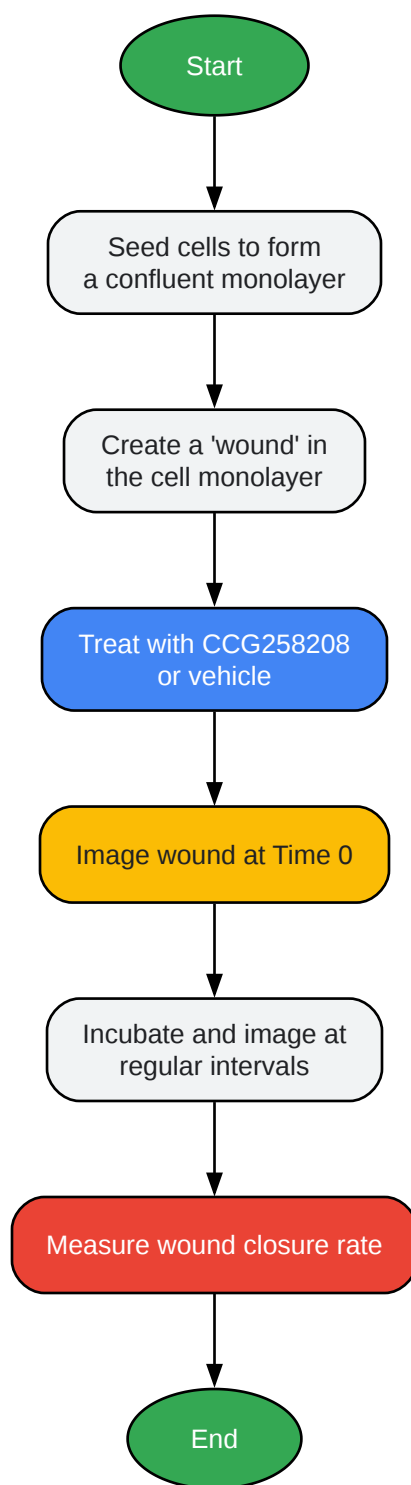 Start
Seed cells to form
a confluent monolayer
Create a 'wound' in
the cell monolayer
Treat with CCG258208
or vehicle
Image wound at Time 0
Incubate and image at
regular intervals
Measure wound closure rate
End